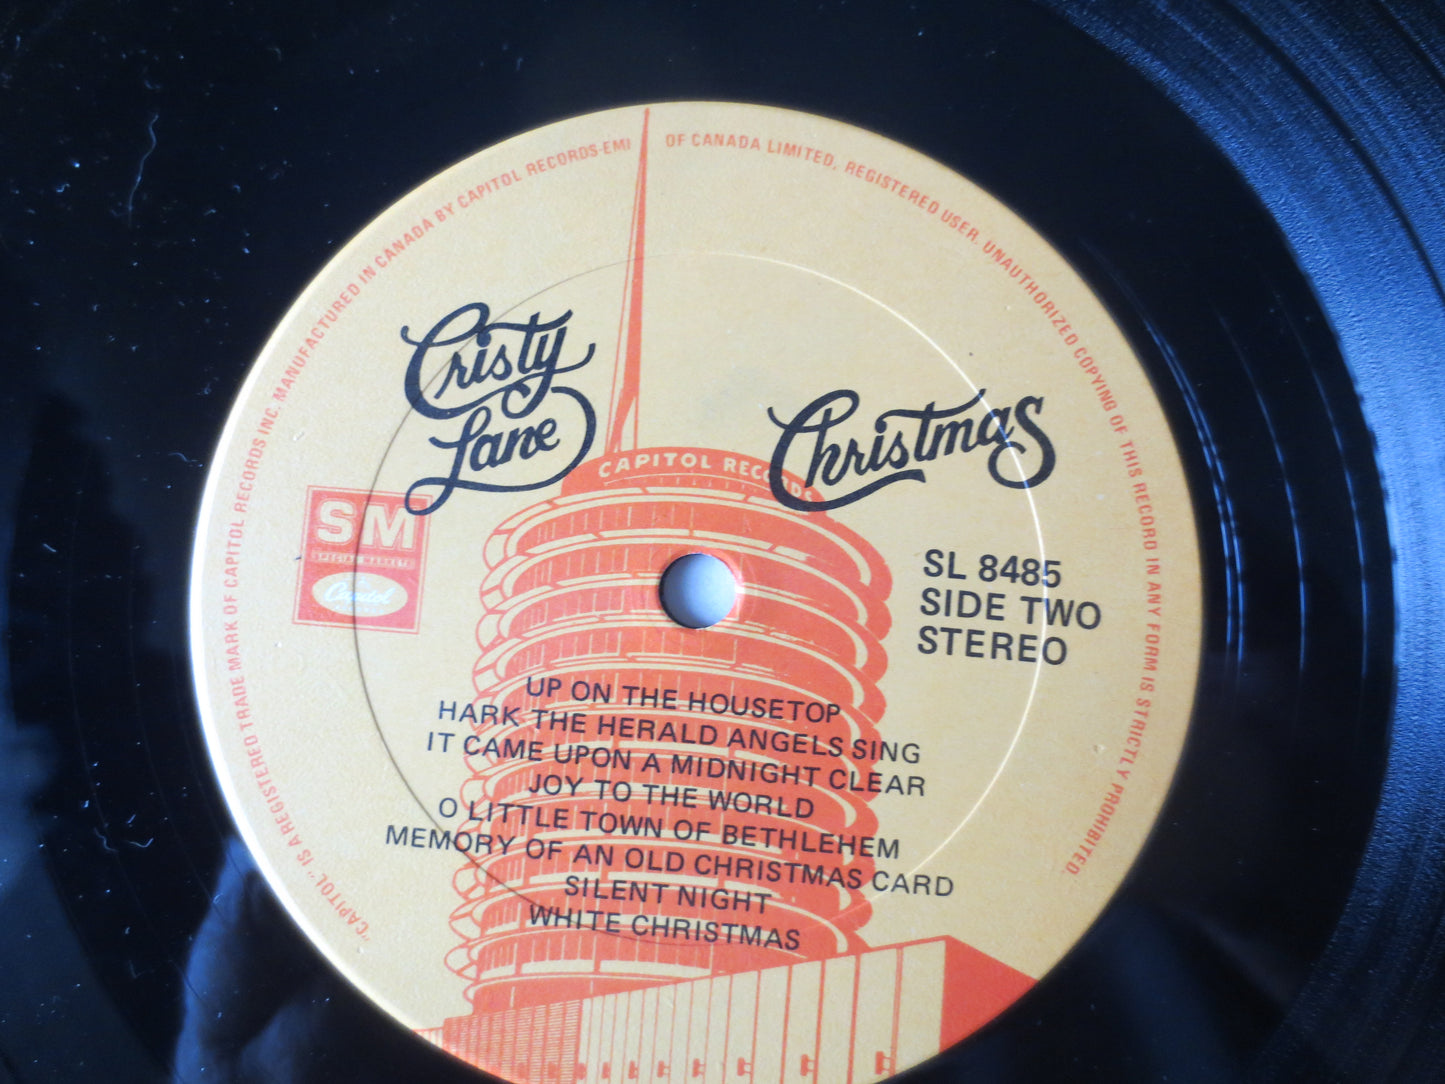 "CAPITOL" IS A REGISTERED TRADE MARK OF CAPITOL RECORDS INC. MANUFACTURED IN CANADA BY CAPITOL RECORDS-EMI OF CANADA LIMITED, REGISTERED USER. UNAUTHORIZED COPYING OF THIS RECORD IN ANY FORM IS STRICTLY PROHIBITED.
Cristy
Lane
Christmas
CAPITOL RECORDS
SM
SPECIAL MARKETS
Capitol
SL 8485
SIDE TWO
STEREO
UP ON THE HOUSETOP
HARK THE HERALD ANGELS SING
IT CAME UPON A MIDNIGHT CLEAR
JOY TO THE WORLD
O LITTLE TOWN OF BETHLEHEM
MEMORY OF AN OLD CHRISTMAS CARD
SILENT NIGHT
WHITE CHRISTMAS